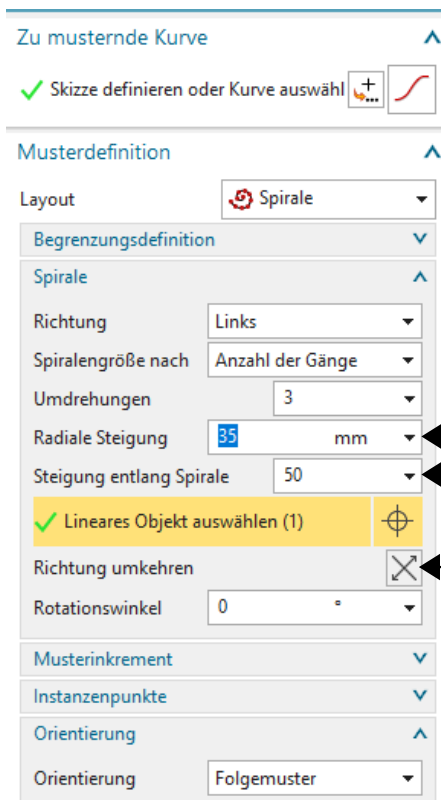 Zu musternde Kurve
Skizze definieren oder Kurve auswähl
Musterdefinition
Layout Spirale
Begrenzungsdefinition
Spirale
Richtung Links
Spiralengröße nach Anzahl der Gänge
Umdrehungen 3
Radiale Steigung 35 mm
Steigung entlang Spirale 50
Lineares Objekt auswählen (1)
Richtung umkehren
Rotationswinkel 0 °
Musterinkrement
Instanzenpunkte
Orientierung
Orientierung Folgemuster